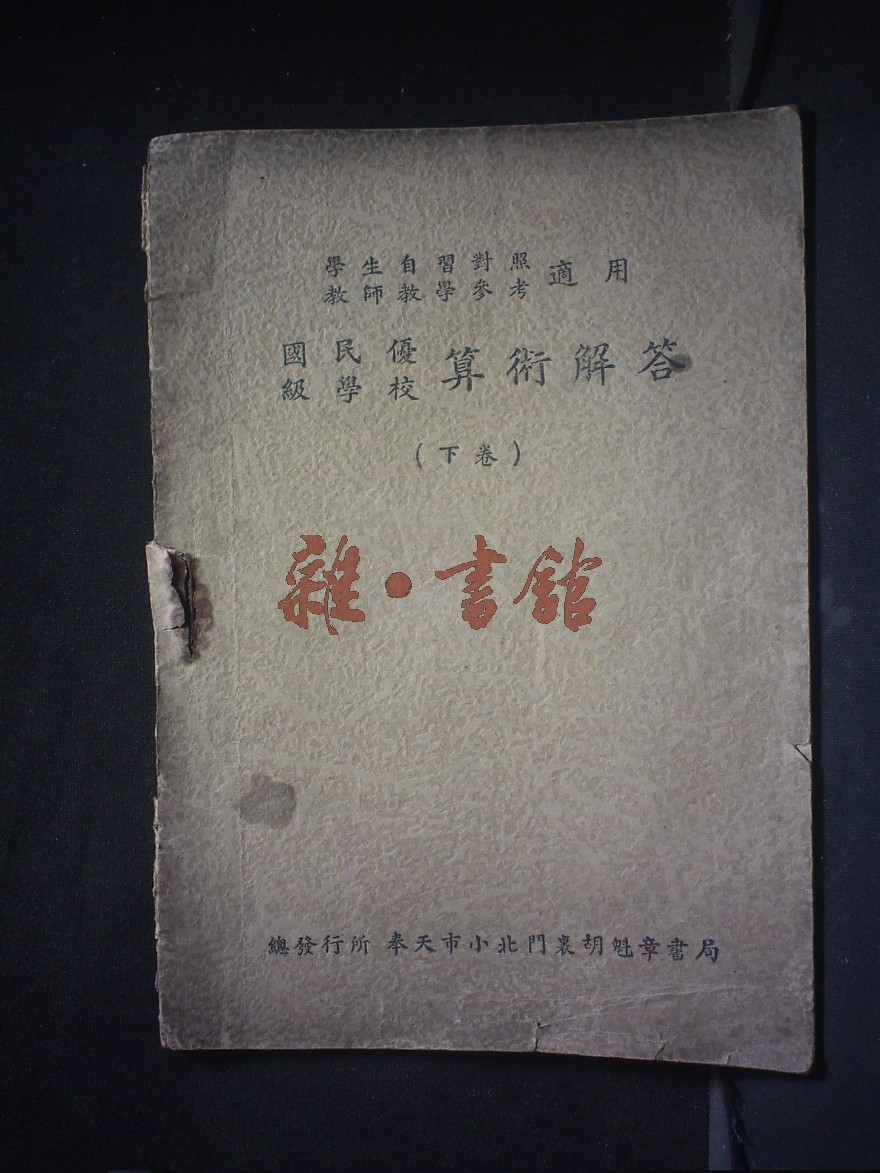 學生自習對照
教師教學參考 適用
國民優
級學校 算術解答
(下卷)
雜·書館
總發行所 奉天市小北門裏胡魁章書局